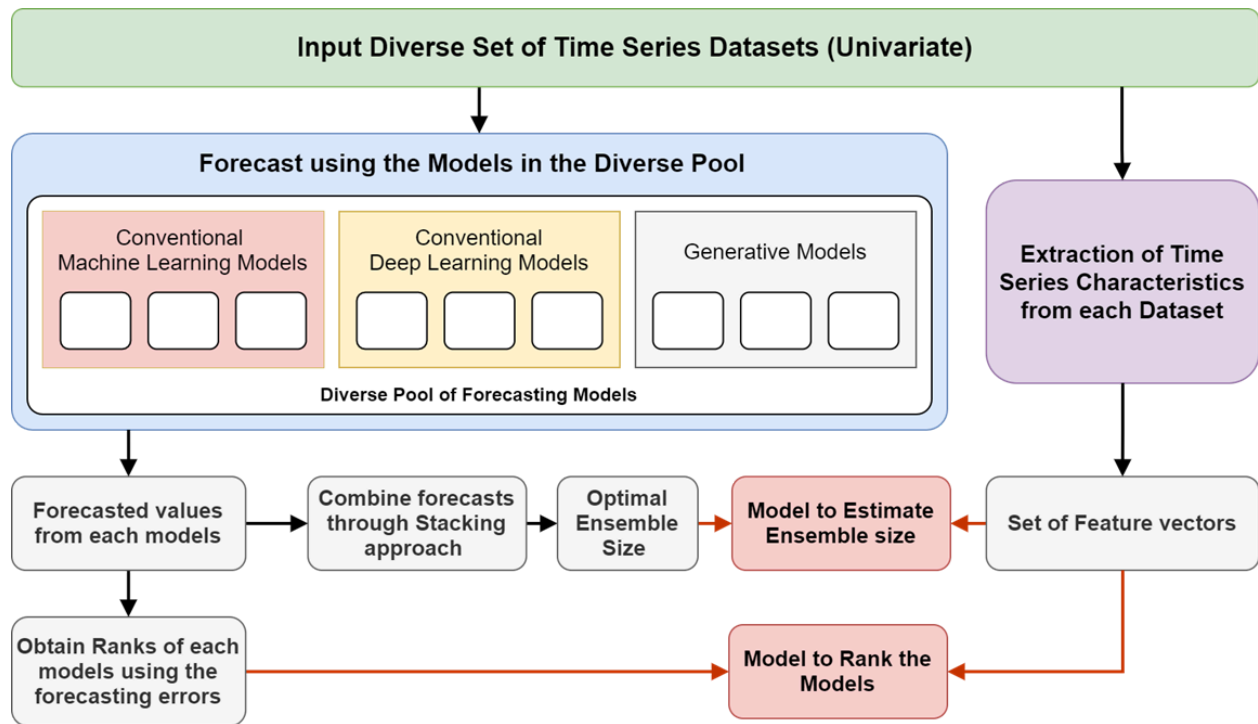 Input Diverse Set of Time Series Datasets (Univariate)
Forecast using the Models in the Diverse Pool
Conventional
Machine Learning Models
Conventional
Deep Learning Models
Generative Models
Diverse Pool of Forecasting Models
Extraction of Time
Series Characteristics
from each Dataset
Forecasted values
from each models
Combine forecasts
through Stacking
approach
Optimal
Ensemble
Size
Model to Estimate
Ensemble size
Set of Feature vectors
Obtain Ranks of each
models using the
forecasting errors
Model to Rank the
Models